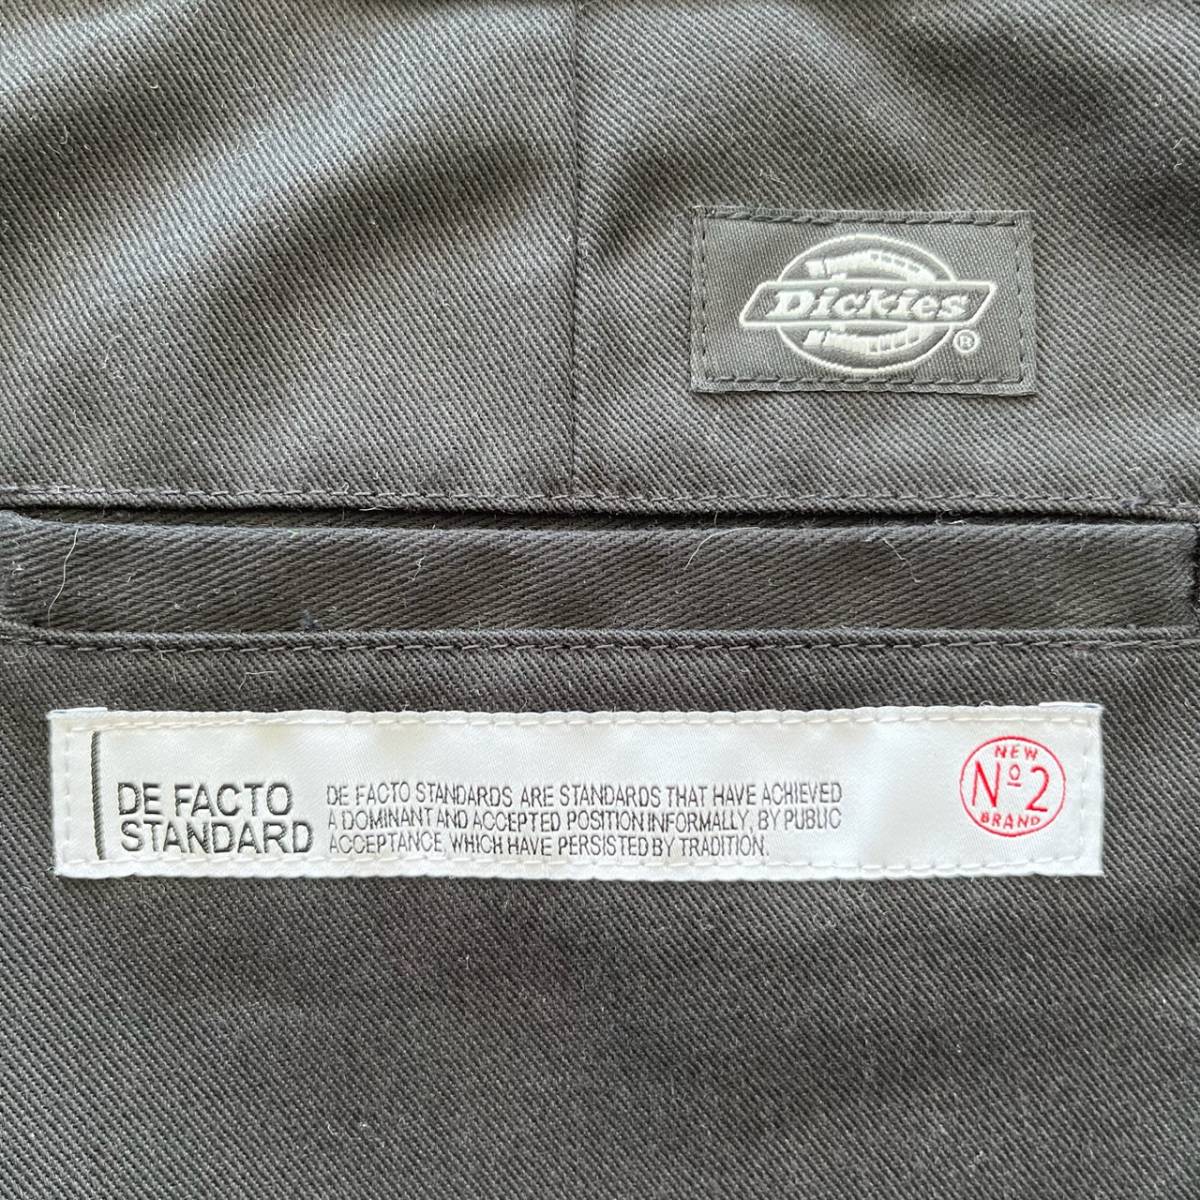 Dickies
®
DE FACTO
STANDARD
DE FACTO STANDARDS ARE STANDARDS THAT HAVE ACHIEVED
A DOMINANT AND ACCEPTED POSITION INFORMALLY, BY PUBLIC
ACCEPTANCE, WHICH HAVE PERSISTED BY TRADITION.
NEW
Nº2
BRAND